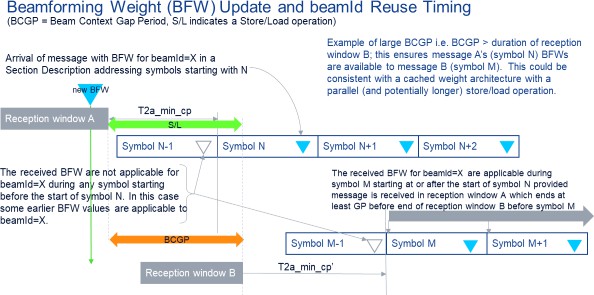 Beamforming Weight (BFW) Update and beamId Reuse Timing
(BCGP = Beam Context Gap Period, S/L indicates a Store/Load operation)
Arrival of message with BFW for beamId=X in a
Section Description addressing symbols starting with N
Example of large BCGP i.e. BCGP > duration of reception
window B; this ensures message A's (symbol N) BFWs
are available to message B (symbol M). This could be
consistent with a cached weight architecture with a
parallel (and potentially longer) store/load operation.
new BFW
T2a_min_cp
Reception window A
S/L
Symbol N-1
Symbol N
Symbol N+1
Symbol N+2
The received BFW are not applicable for
beamId=X during any symbol starting
before the start of symbol N. In this case
some earlier BFW values are applicable to
beamId=X.
The received BFW for beamId=X are applicable during
symbol M starting at or after the start of symbol N provided
message is received in reception window A which ends at
least GP before end of reception window B before symbol M
BCGP
Symbol M-1
Symbol M
Symbol M+1
Reception window B
T2a_min_cp'